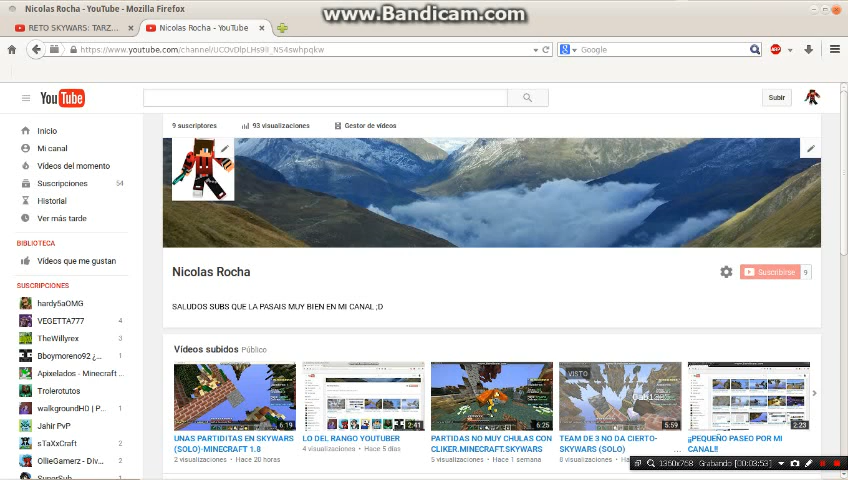 Nicolas Rocha - YouTube - Mozilla Firefox
www.Bandicam.com
RETO SKYWARS: TARZ...
Nicolas Rocha - YouTube
Google
YouTube
Subir
Inicio
Mi canal
Vídeos del momento
Suscripciones 54
Historial
Ver más tarde
BIBLIOTECA
Vídeos que me gustan
SUSCRIPCIONES
hardy5aOMG
VEGETTA777 4
TheWillyrex 3
Bboymoreno92 ¿... 1
Apixelados - Minecraft ...
Trolerotutos
walkgroundHD | P... 1
Jahir PvP
sTaXxCraft 2
OllieGamerz - Div... 2
SuperSub
9 suscriptores
93 visualizaciones
Gestor de vídeos
Nicolas Rocha
Suscribirse 9
SALUDOS SUBS QUE LA PASAIS MUY BIEN EN MI CANAL ;D
Vídeos subidos Público
6:19
UNAS PARTIDITAS EN SKYWARS
(SOLO)-MINECRAFT 1.8
2 visualizaciones • Hace 20 horas
2:41
LO DEL RANGO YOUTUBER
4 visualizaciones • Hace 5 días
6:25
PARTIDAS NO MUY CHULAS CON
CLIKER.MINECRAFT.SKYWARS
5 visualizaciones • Hace 1 semana
VISTO
5:59
TEAM DE 3 NO DA CIERTO-
SKYWARS (SOLO)
2:23
¡¡PEQUEÑO PASEO POR MI
CANAL!!
1360x768 Grabando [00:03:53]